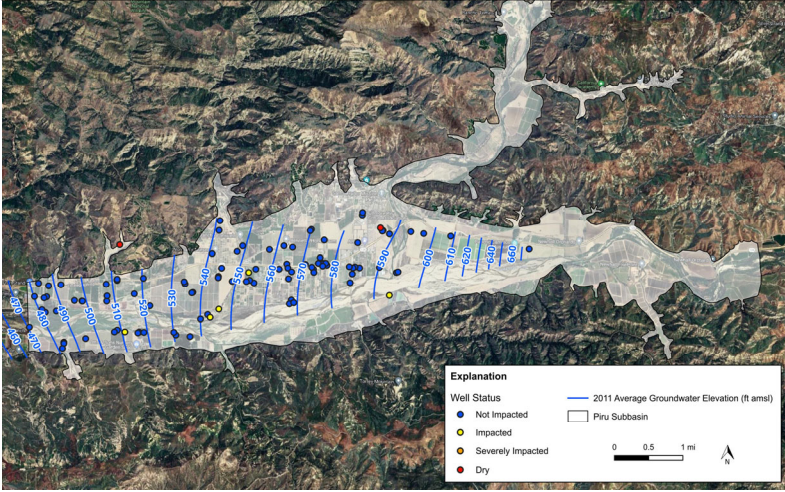 460
470
470
480
490
500
510
520
530
540
550
560
570
580
590
600
610
620
640
660
Explanation
Well Status
Not Impacted
Impacted
Severely Impacted
Dry
2011 Average Groundwater Elevation (ft amsl)
Piru Subbasin
0 0.5 1 mi
N